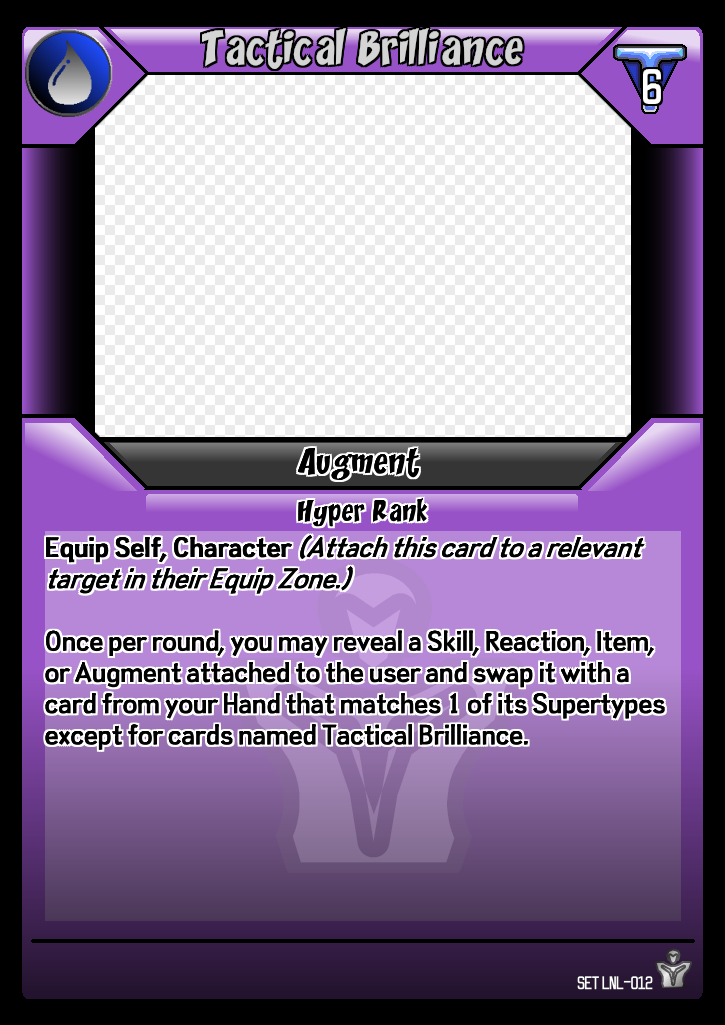 Tactical Brilliance
6
Augment
Hyper Rank
Equip Self, Character (Attach this card to a relevant
target in their Equip Zone.)
Once per round, you may reveal a Skill, Reaction, Item,
or Augment attached to the user and swap it with a
card from your Hand that matches 1 of its Supertypes
except for cards named Tactical Brilliance.
SET LNL-012